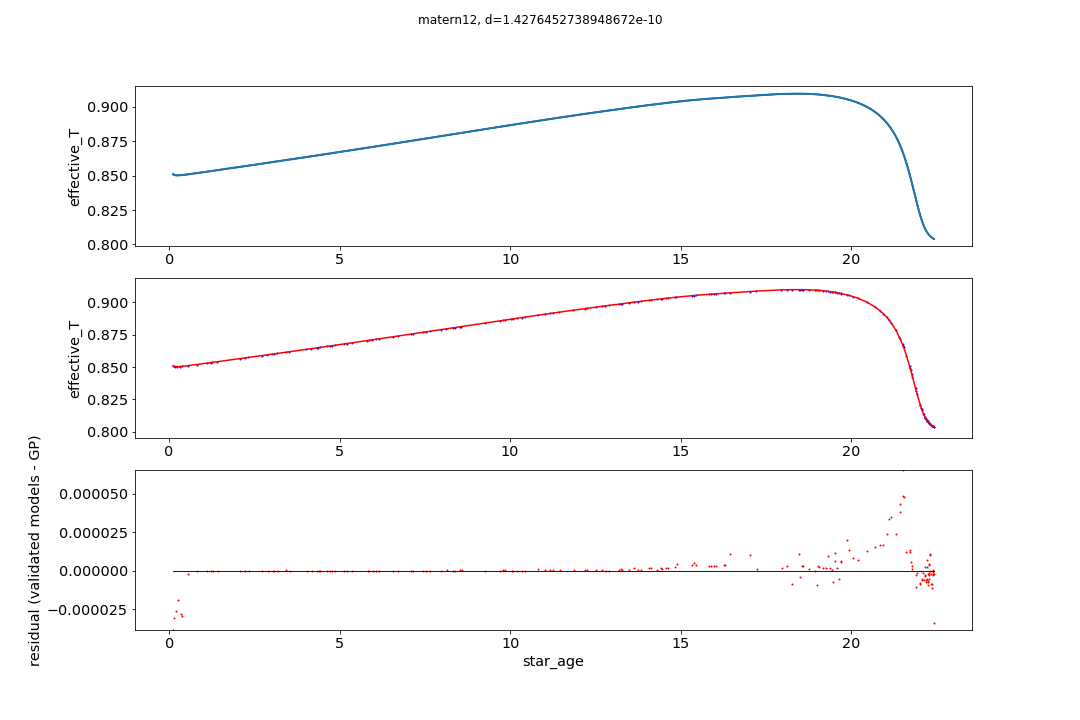 matern12, d=1.4276452738948672e-10
effective_T
0.900
0.875
0.850
0.825
0.800
0 5 10 15 20
effective_T
0.900
0.875
0.850
0.825
0.800
0 5 10 15 20
residual (validated models - GP)
0.000050
0.000025
0.000000
−0.000025
0 5 10 15 20
star_age